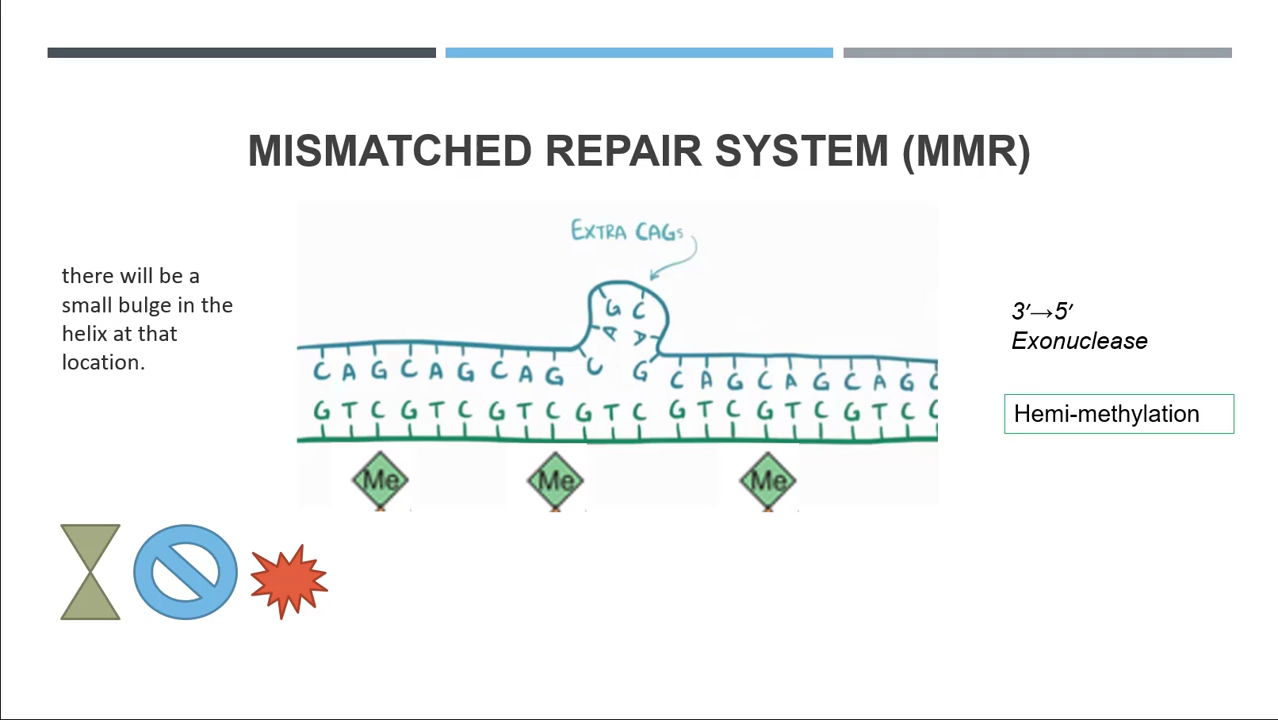 MISMATCHED REPAIR SYSTEM (MMR)
there will be a
small bulge in the
helix at that
location.
EXTRA CAGs
G C
A A
C A G C A G C A G C G C A G C A G C A G C
G T C G T C G T C G T C G T C G T C G T C G
Me Me Me
3′→5′
Exonuclease
Hemi-methylation